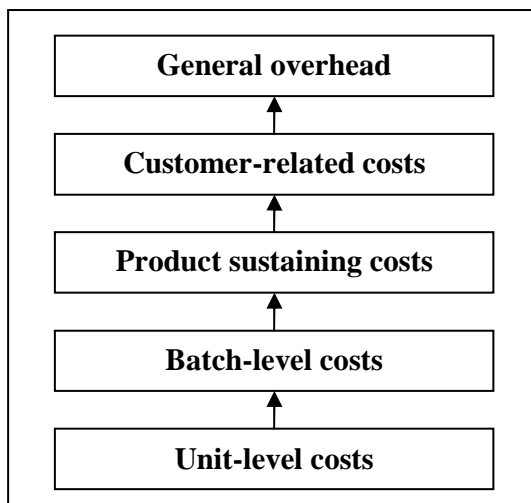 General overhead
Customer-related costs
Product sustaining costs
Batch-level costs
Unit-level costs